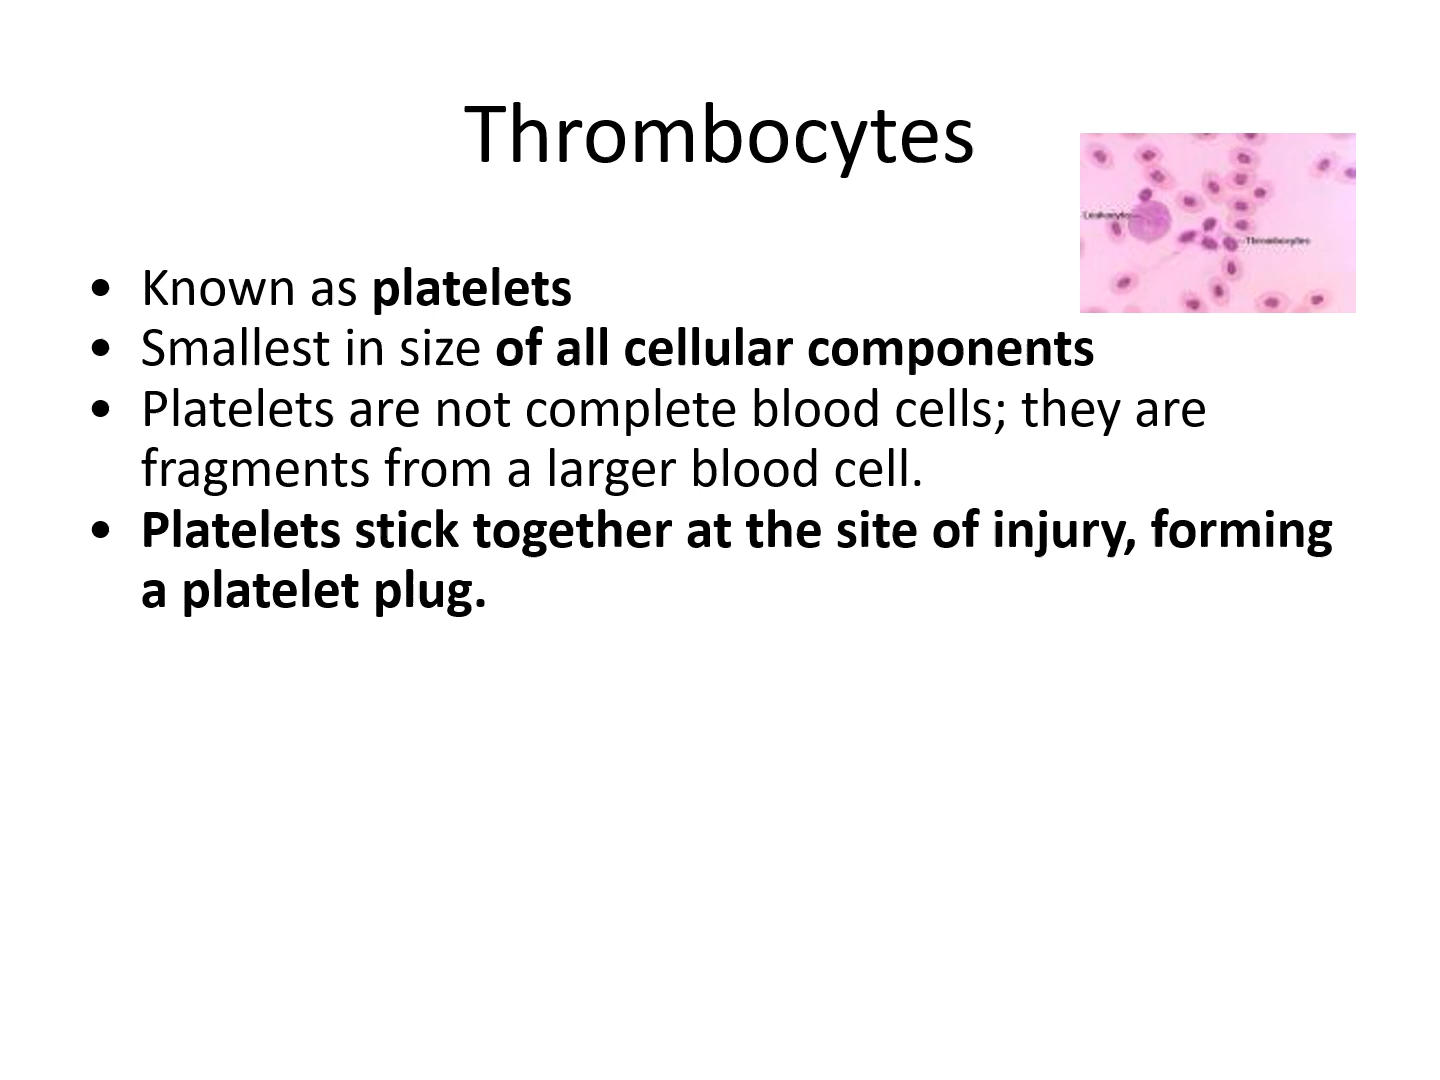 Thrombocytes
Leukocyte
Thrombocytes
• Known as platelets
• Smallest in size of all cellular components
• Platelets are not complete blood cells; they are
fragments from a larger blood cell.
• Platelets stick together at the site of injury, forming
a platelet plug.